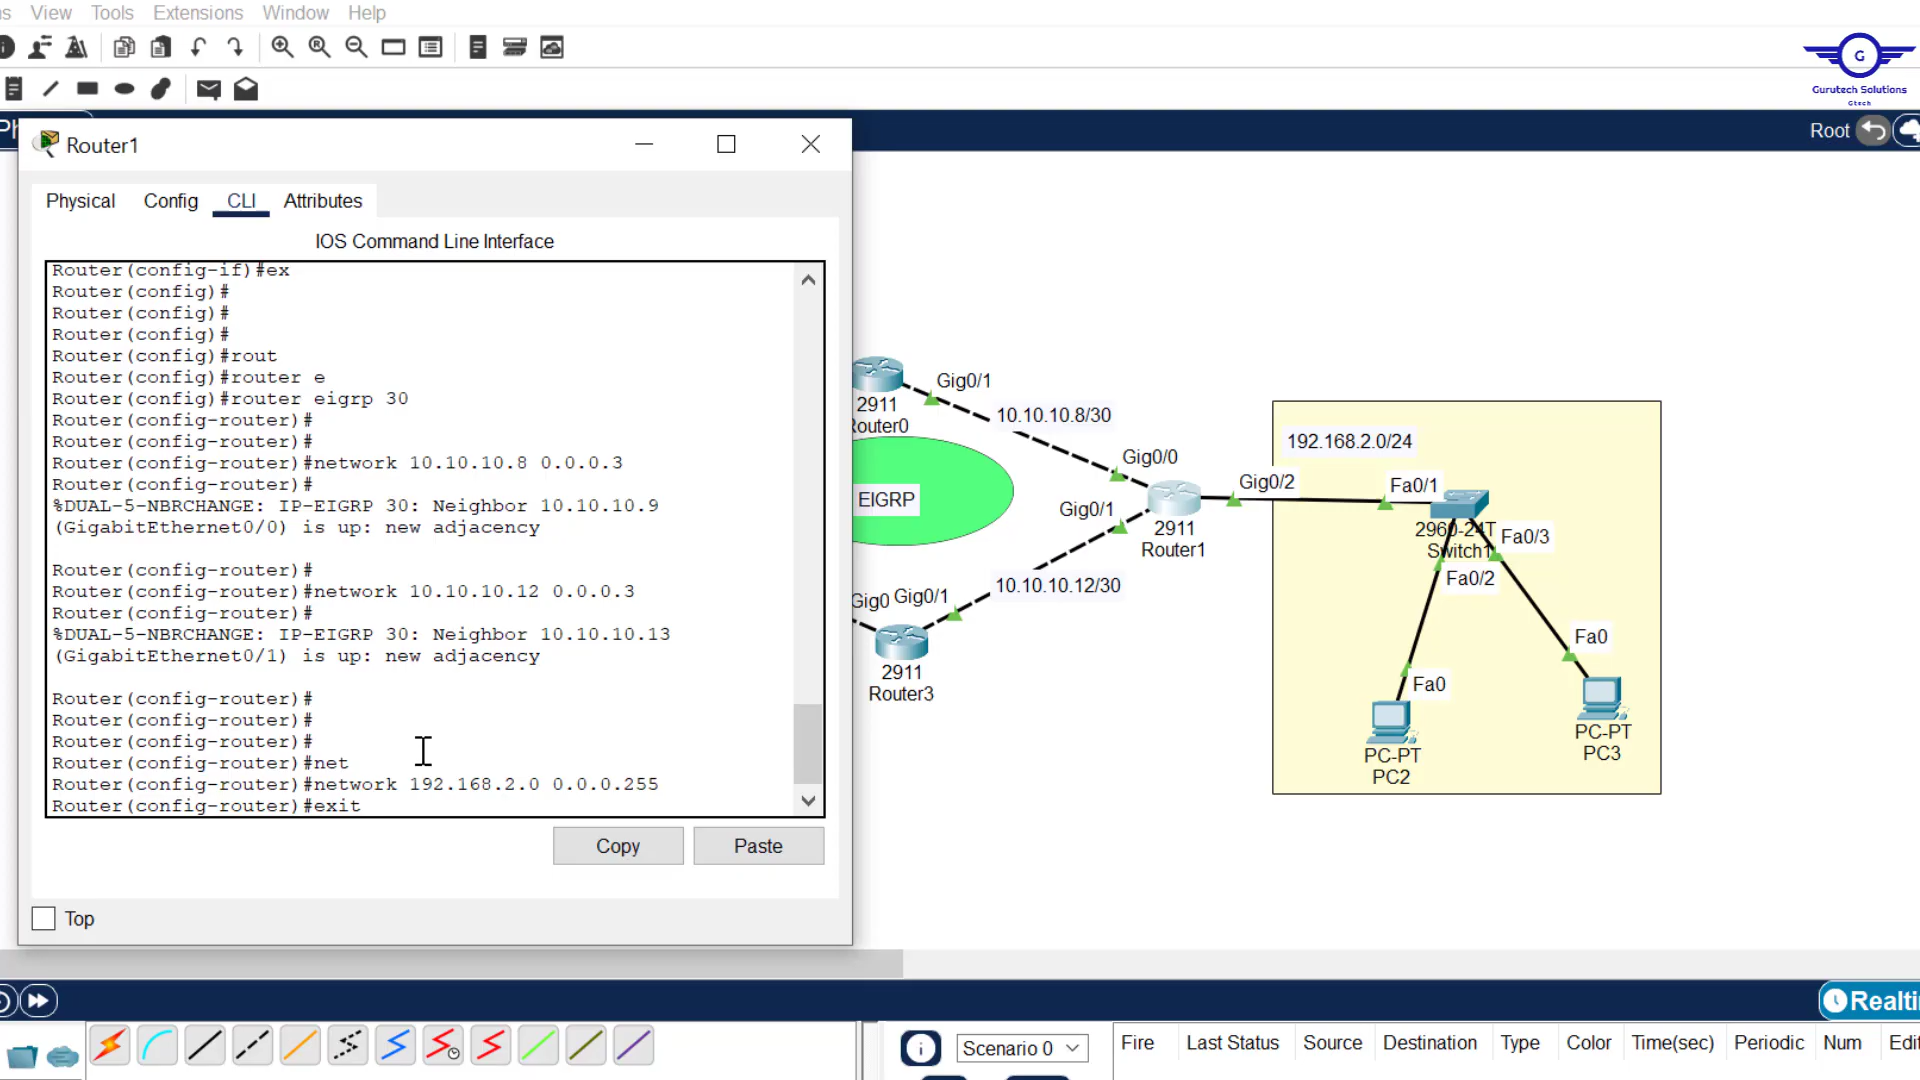 View Tools Extensions Window Help
G
Gurutech Solutions
Gtech
Root
Router1
Physical Config CLI Attributes
IOS Command Line Interface
Router(config-if)#ex
Router(config)#
Router(config)#
Router(config)#
Router(config)#rout
Router(config)#router e
Router(config)#router eigrp 30
Router(config-router)#
Router(config-router)#
Router(config-router)#network 10.10.10.8 0.0.0.3
Router(config-router)#
%DUAL-5-NBRCHANGE: IP-EIGRP 30: Neighbor 10.10.10.9
(GigabitEthernet0/0) is up: new adjacency
Router(config-router)#
Router(config-router)#network 10.10.10.12 0.0.0.3
Router(config-router)#
%DUAL-5-NBRCHANGE: IP-EIGRP 30: Neighbor 10.10.10.13
(GigabitEthernet0/1) is up: new adjacency
Router(config-router)#
Router(config-router)#
Router(config-router)#
Router(config-router)#net
Router(config-router)#network 192.168.2.0 0.0.0.255
Router(config-router)#exit
Copy Paste
Top
Gig0/1
2911
Router0
10.10.10.8/30
EIGRP
Gig0/0
Gig0/1
2911
Router1
Gig0/2
10.10.10.12/30
Gig0 Gig0/1
2911
Router3
192.168.2.0/24
Fa0/1
2960-24T
Switch1
Fa0/3
Fa0/2
Fa0
Fa0
PC-PT
PC2
PC-PT
PC3
Realti
Scenario 0
Fire Last Status Source Destination Type Color Time(sec) Periodic Num Edi